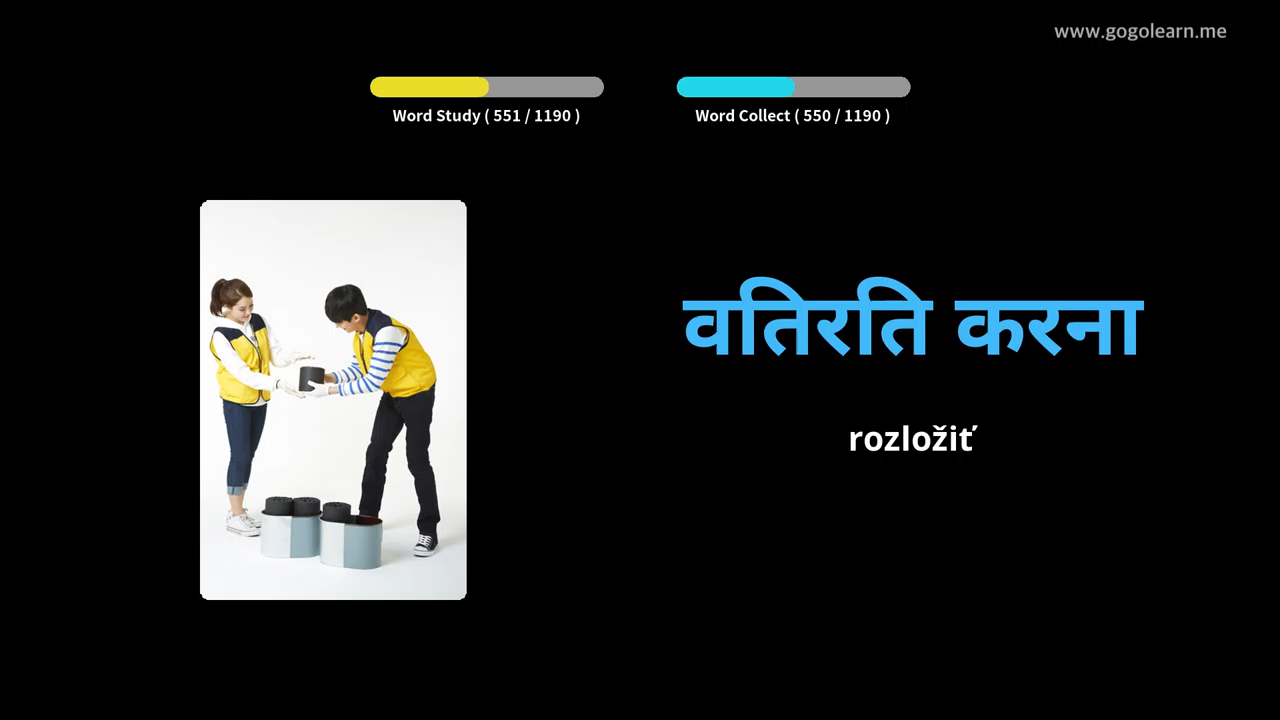 www.gogolearn.me
Word Study ( 551 / 1190 )
Word Collect ( 550 / 1190 )
वतिरति करना
rozložiť